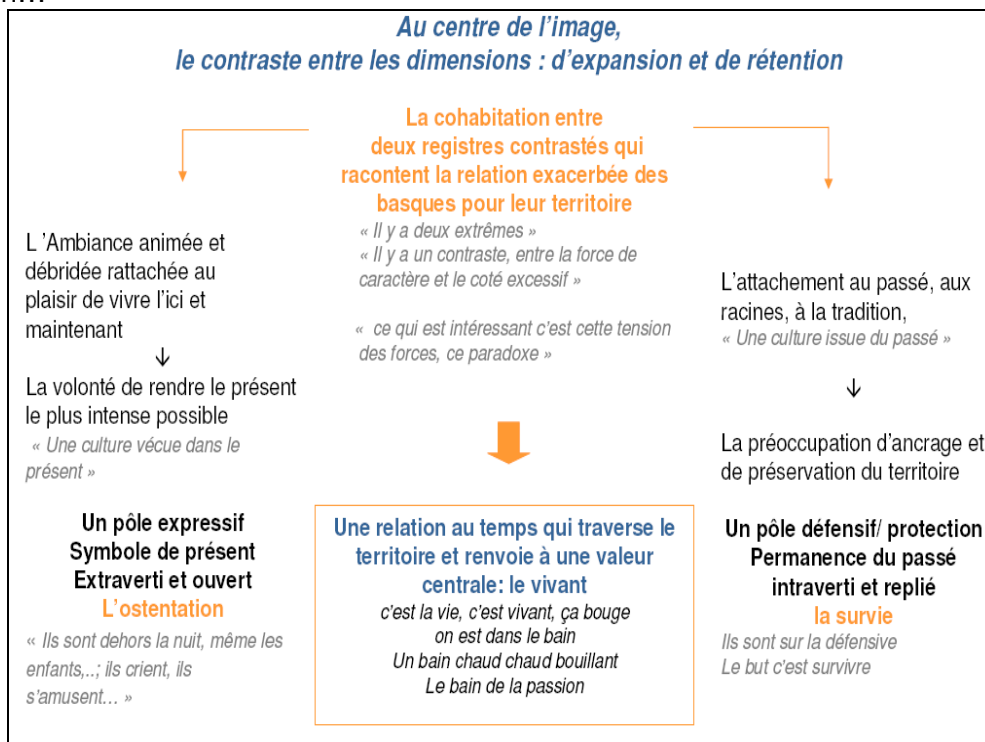 Au centre de l'image,
le contraste entre les dimensions : d'expansion et de rétention
La cohabitation entre
deux registres contrastés qui
racontent la relation exacerbée des
basques pour leur territoire
« Il y a deux extrêmes »
« Il y a un contraste, entre la force de
caractère et le coté excessif »
« ce qui est intéressant c'est cette tension
des forces, ce paradoxe »
L 'Ambiance animée et
débridée rattachée au
plaisir de vivre l'ici et
maintenant
↓
La volonté de rendre le présent
le plus intense possible
« Une culture vécue dans le
présent »
Un pôle expressif
Symbole de présent
Extraverti et ouvert
L'ostentation
« Ils sont dehors la nuit, même les
enfants,..; ils crient, ils
s'amusent… »
Une relation au temps qui traverse le
territoire et renvoie à une valeur
centrale: le vivant
c'est la vie, c'est vivant, ça bouge
on est dans le bain
Un bain chaud chaud bouillant
Le bain de la passion
L'attachement au passé, aux
racines, à la tradition,
« Une culture issue du passé »
↓
La préoccupation d'ancrage et
de préservation du territoire
Un pôle défensif/ protection
Permanence du passé
intraverti et replié
la survie
Ils sont sur la défensive
Le but c'est survivre